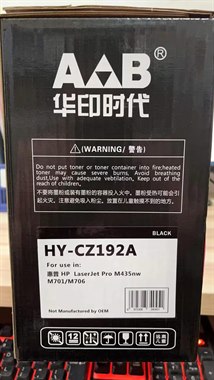 AAB®
华印时代
(WARNING/ 警告)
Do not put toner or toner container into fire;heated
toner may cause severe burns. Avoid breathing
dust.Use with adequate ventilation. Keep out of the
reach of children.
不要将墨粉或装有墨粉的容器投入火中，墨粉受热可能会引
起火灾。注意避免吸入粉尘。放置在儿童触摸不到的地方。
BLACK
HY-CZ192A
For use in:
惠普 HP LaserJet Pro M435nw
M701/M706
Not Manufactured by OEM
12